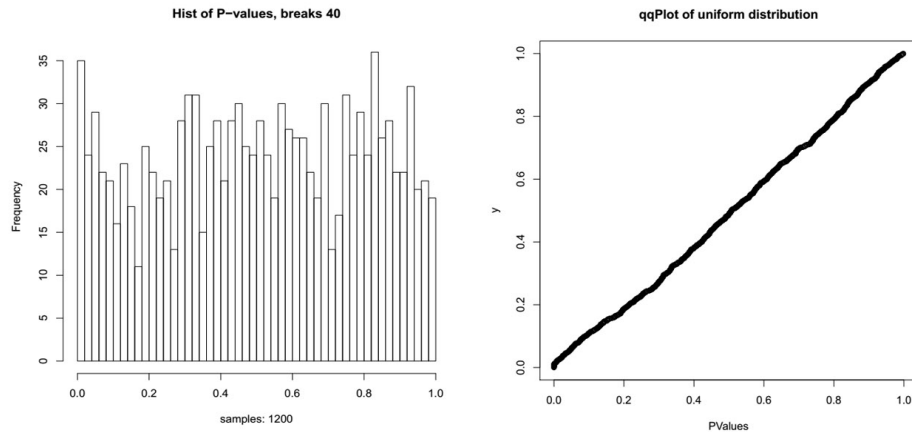 Hist of P−values, breaks 40
Frequency
0 5 10 15 20 25 30 35
0.0 0.2 0.4 0.6 0.8 1.0
samples: 1200
qqPlot of uniform distribution
y
0.0 0.2 0.4 0.6 0.8 1.0
0.0 0.2 0.4 0.6 0.8 1.0
PValues